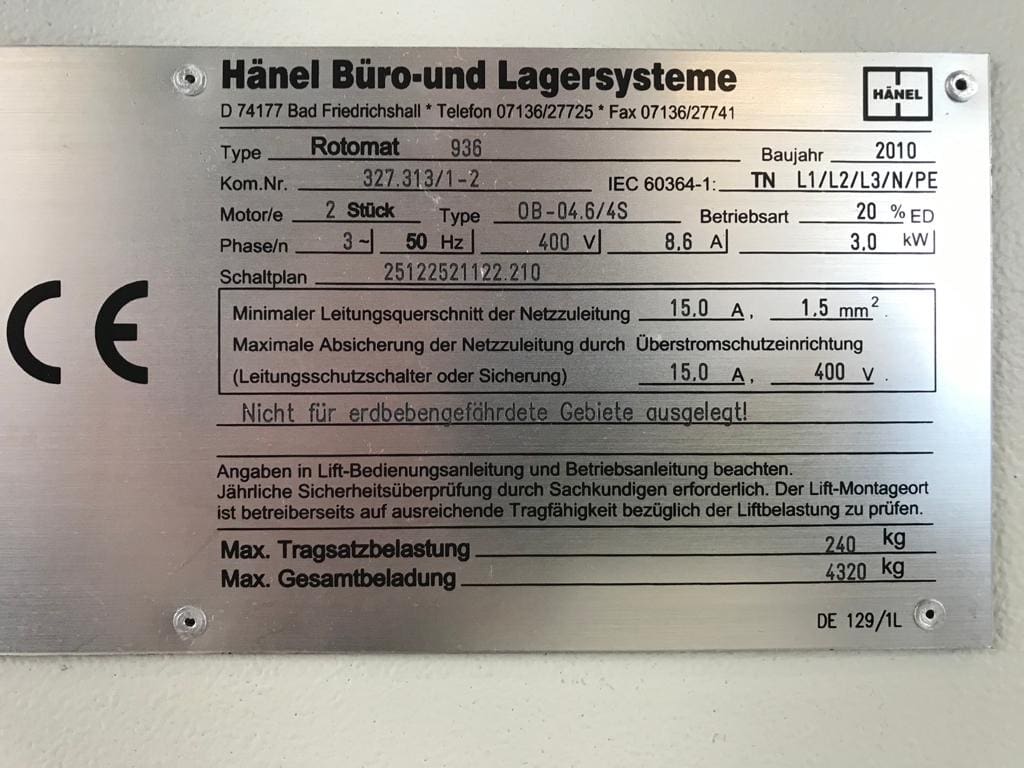 Hänel Büro-und Lagersysteme
HÄNEL
D 74177 Bad Friedrichshall * Telefon 07136/27725 * Fax 07136/27741
Type Rotomat 936 Baujahr 2010
Kom.Nr. 327.313/1-2 IEC 60364-1: TN L1/L2/L3/N/PE
Motor/e 2 Stück Type OB-04.6/4S Betriebsart 20 % ED
Phase/n 3~ 50 Hz 400 V 8.6 A 3.0 kW
Schaltplan 25122521122.210
Minimaler Leitungsquerschnitt der Netzzuleitung 15.0 A, 1.5 mm².
Maximale Absicherung der Netzzuleitung durch Überstromschutzeinrichtung
(Leitungsschutzschalter oder Sicherung) 15.0 A, 400 V.
Nicht für erdbebengefährdete Gebiete ausgelegt!
CE
Angaben in Lift-Bedienungsanleitung und Betriebsanleitung beachten.
Jährliche Sicherheitsüberprüfung durch Sachkundigen erforderlich. Der Lift-Montageort
ist betreiberseits auf ausreichende Tragfähigkeit bezüglich der Liftbelastung zu prüfen.
Max. Tragsatzbelastung 240 kg
Max. Gesamtbeladung 4320 kg
DE 129/1L